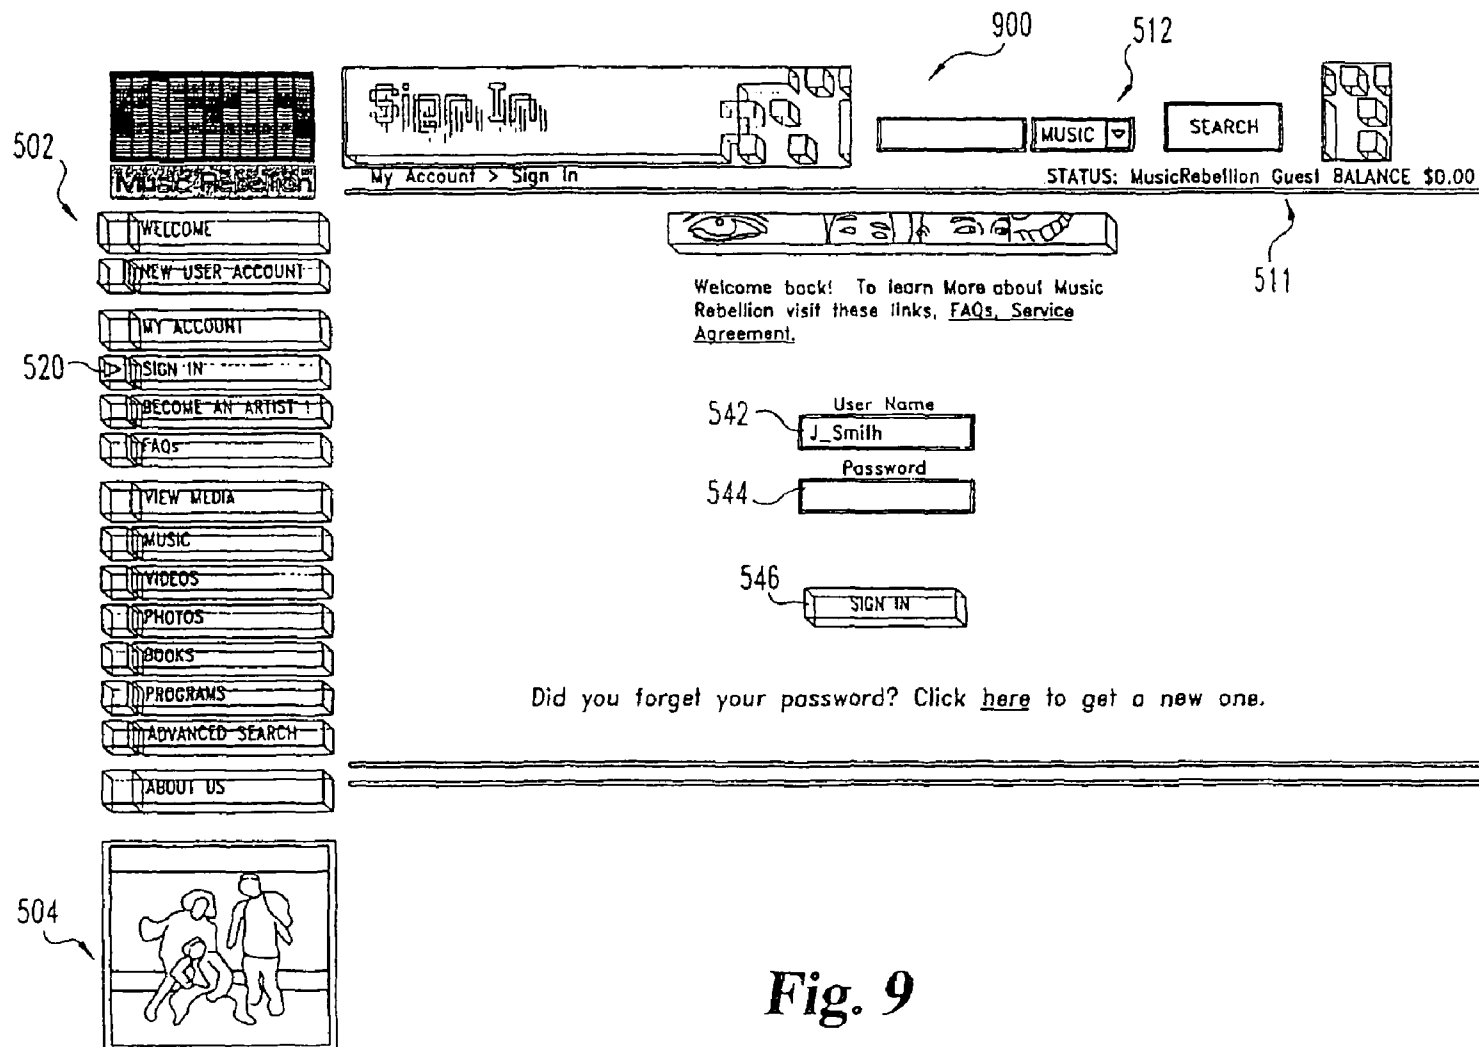 900
512
Sign In
MUSIC
SEARCH
502
Music Rebellion
My Account > Sign In
STATUS: MusicRebellion Guest BALANCE $0.00
511
WELCOME
NEW USER ACCOUNT
MY ACCOUNT
520
SIGN IN
BECOME AN ARTIST !
FAQs
VIEW MEDIA
MUSIC
VIDEOS
PHOTOS
BOOKS
PROGRAMS
ADVANCED SEARCH
ABOUT US
504
Welcome back! To learn More about Music
Rebellion visit these links, FAQs, Service
Agreement.
User Name
542
J_Smith
Password
544
546
SIGN IN
Did you forget your password? Click here to get a new one.
Fig. 9